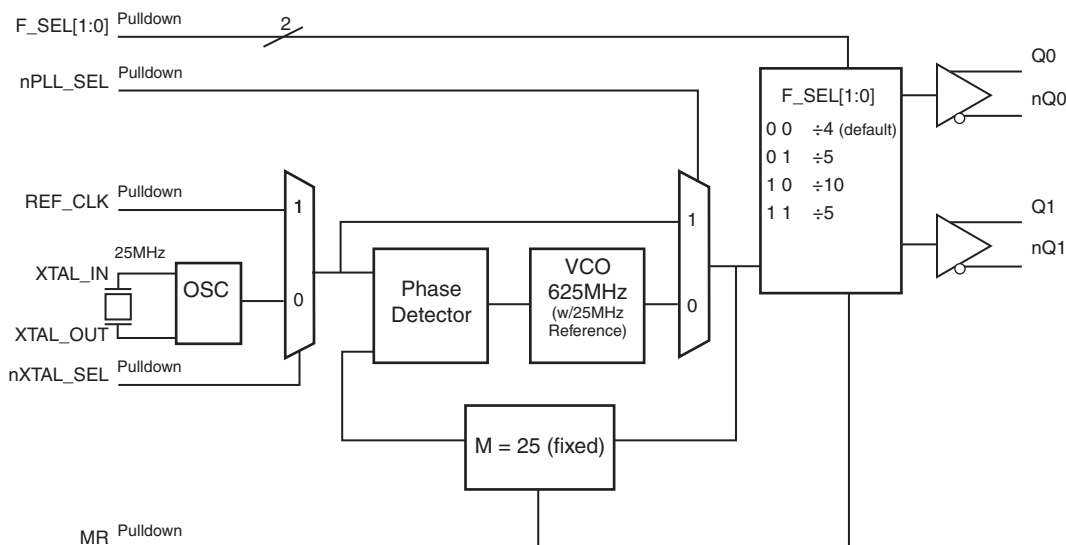 F_SEL[1:0] Pulldown
2
nPLL_SEL Pulldown
F_SEL[1:0]
0 0 ÷4 (default)
0 1 ÷5
1 0 ÷10
1 1 ÷5
Q0
nQ0
Q1
nQ1
REF_CLK Pulldown
1
0
25MHz
XTAL_IN
OSC
XTAL_OUT
nXTAL_SEL Pulldown
Phase
Detector
VCO
625MHz
(w/25MHz
Reference)
1
0
M = 25 (fixed)
MR Pulldown